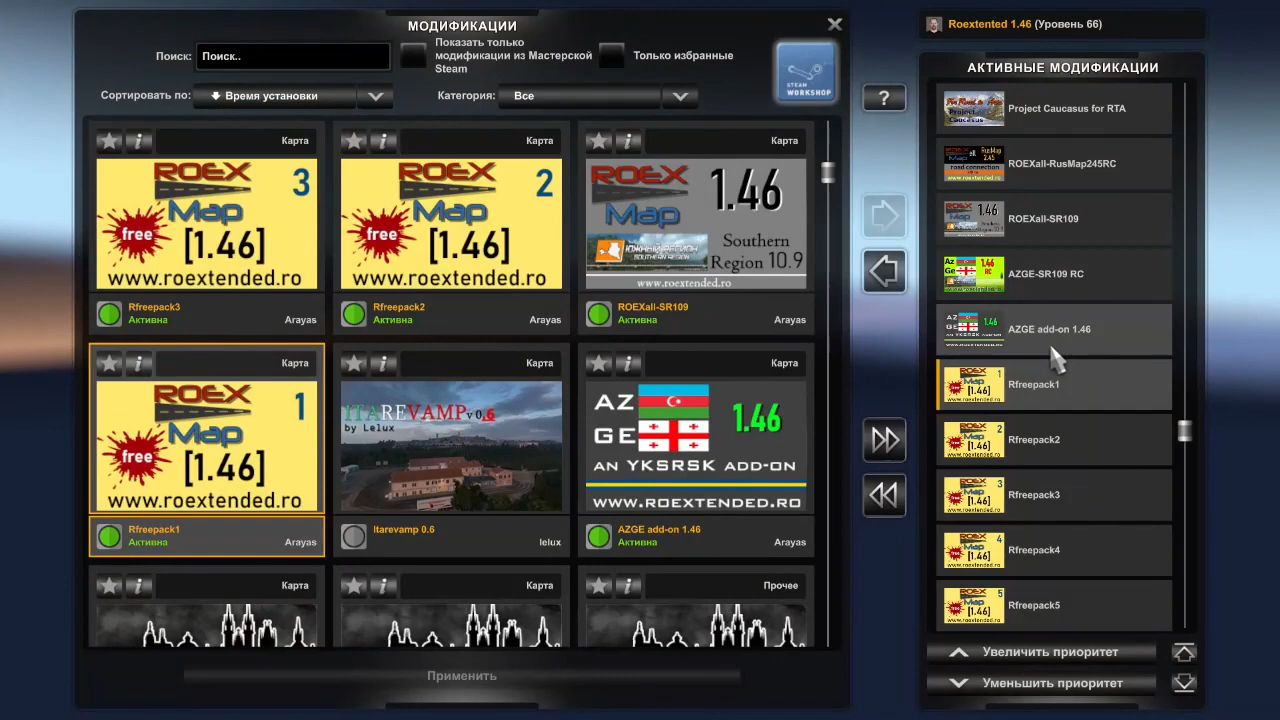 МОДИФИКАЦИИ
Поиск:
Поиск..
Показать только
модификации из Мастерской
Steam
Только избранные
STEAM
WORKSHOP
Сортировать по:
Время установки
Категория:
Все
Карта
ROEX
Map
3
free
[1.46]
www.roextended.ro
Rfreepack3
Активна
Arayas
Карта
ROEX
Map
2
free
[1.46]
www.roextended.ro
Rfreepack2
Активна
Arayas
Карта
ROEX
Map
1.46
ЮЖНЫЙ РЕГИОН
SOUTHERN REGION
Southern
Region 10.9
www.roextended.ro
ROEXall-SR109
Активна
Arayas
Карта
ROEX
Map
1
free
[1.46]
www.roextended.ro
Rfreepack1
Активна
Arayas
Карта
ITAREVAMP v 0.6
by Lelux
Itarevamp 0.6
lelux
Карта
AZ
GE
1.46
AN YKSRSK ADD-ON
WWW.ROEXTENDED.RO
AZGE add-on 1.46
Активна
Arayas
Карта
Карта
Прочее
Применить
?
Roextented 1.46 (Уровень 66)
АКТИВНЫЕ МОДИФИКАЦИИ
Project Caucasus for RTA
ROEXall-RusMap245RC
ROEXall-SR109
AZGE-SR109 RC
AZGE add-on 1.46
Rfreepack1
Rfreepack2
Rfreepack3
Rfreepack4
Rfreepack5
Увеличить приоритет
Уменьшить приоритет